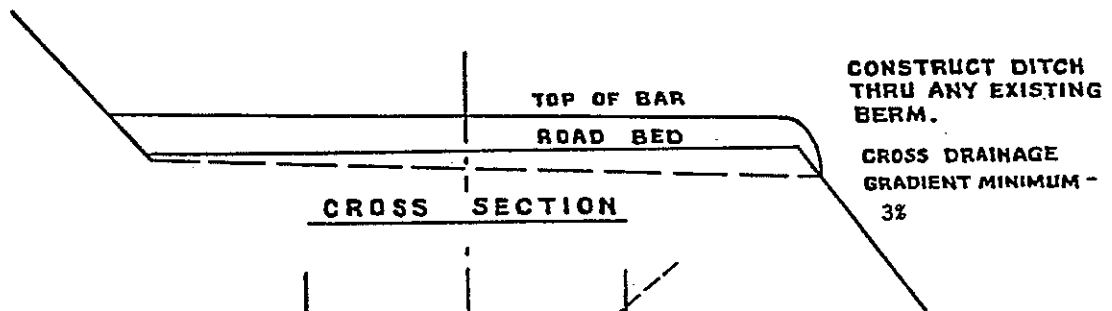 TOP OF BAR
ROAD BED
CROSS SECTION
CONSTRUCT DITCH
THRU ANY EXISTING
BERM.
CROSS DRAINAGE
GRADIENT MINIMUM -
3%